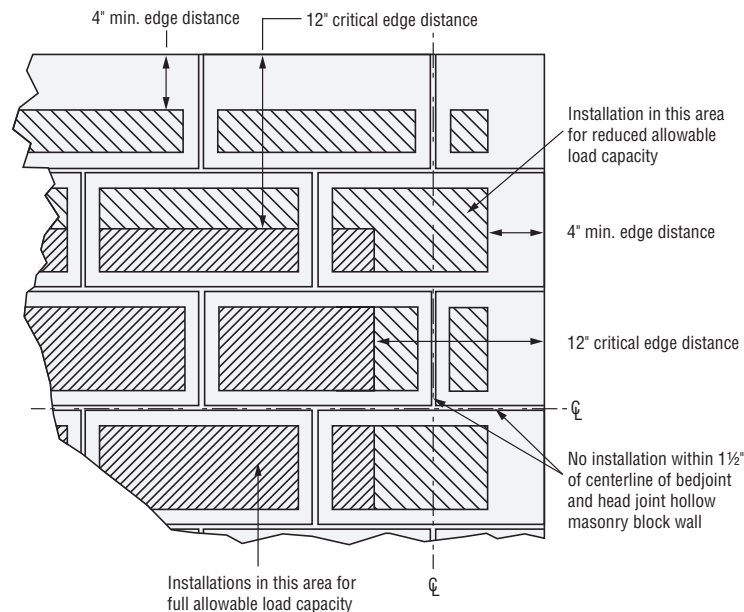 4" min. edge distance
12" critical edge distance
Installation in this area
for reduced allowable
load capacity
4" min. edge distance
12" critical edge distance
℄
No installation within 1½"
of centerline of bedjoint
and head joint hollow
masonry block wall
Installations in this area for
full allowable load capacity
℄